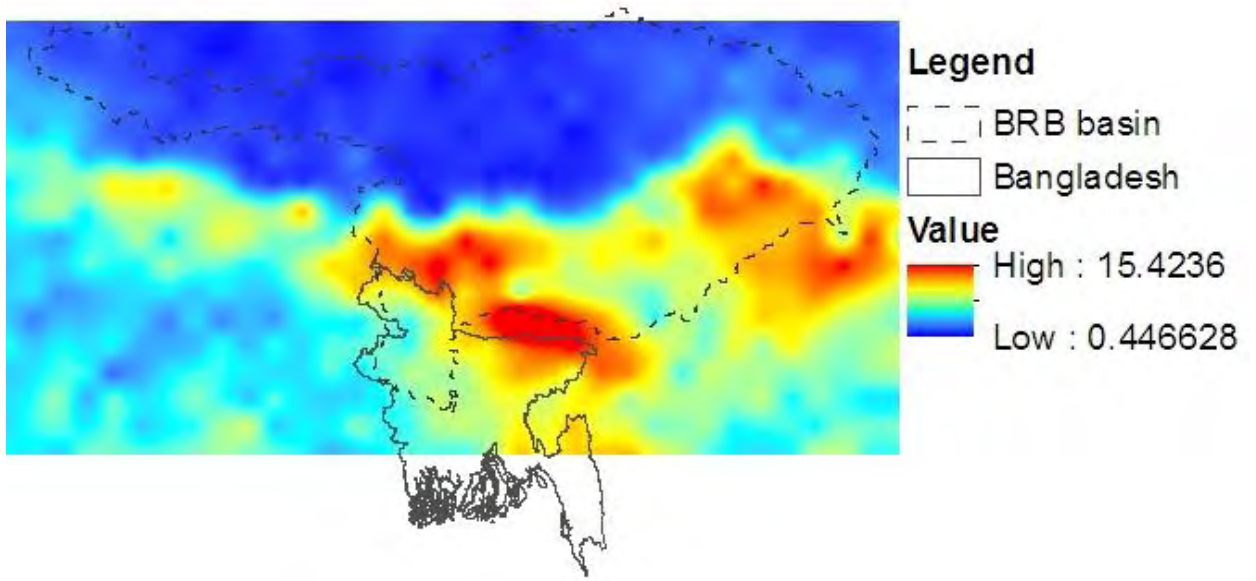 Legend
BRB basin
Bangladesh
Value
High : 15.4236
Low : 0.446628